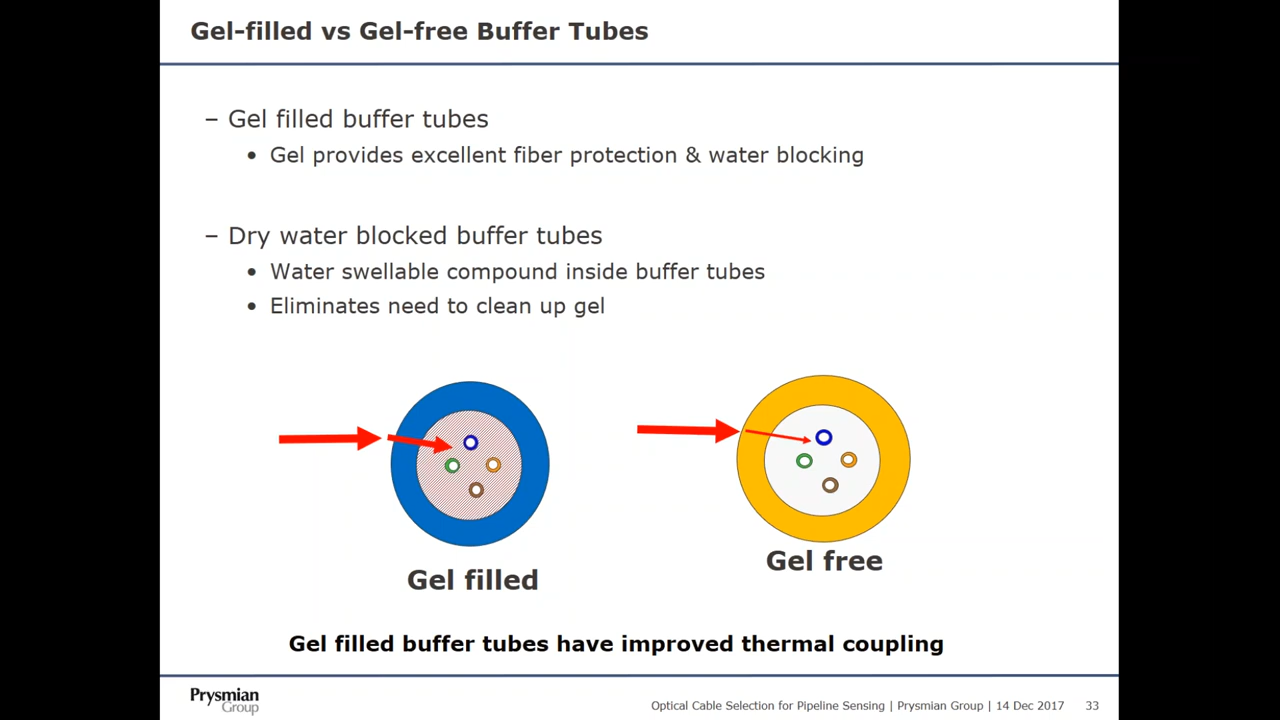 Gel-filled vs Gel-free Buffer Tubes
– Gel filled buffer tubes
• Gel provides excellent fiber protection & water blocking
– Dry water blocked buffer tubes
• Water swellable compound inside buffer tubes
• Eliminates need to clean up gel
Gel filled
Gel free
Gel filled buffer tubes have improved thermal coupling
Prysmian
Group
Optical Cable Selection for Pipeline Sensing | Prysmian Group | 14 Dec 2017 33